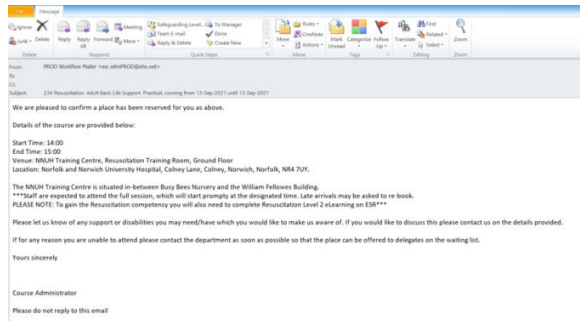 File Message
Ignore
Junk
Delete
Reply Reply All Forward
Meeting
More
Safeguarding Level... To Manager
Team E-mail Done
Reply & Delete Create New
Move
Rules
OneNote
Actions
Mark Unread Categorize Follow Up
Translate
Find
Related
Select
Zoom
Delete Respond Quick Steps Move Tags Editing Zoom
From: PROD Workflow Mailer
To:
Cc:
Subject: 234 Resuscitation Adult Basic Life Support Practical, running from 13-Sep-2021 until 13-Sep-2021
We are pleased to confirm a place has been reserved for you as above.
Details of the course are provided below:
Start Time: 14:00
End Time: 15:00
Venue: NNUH Training Centre, Resuscitation Training Room, Ground Floor
Location: Norfolk and Norwich University Hospital, Colney Lane, Colney, Norwich, Norfolk, NR4 7UY.
The NNUH Training Centre is situated in-between Busy Bees Nursery and the William Fellowes Building.
***Staff are expected to attend the full session, which will start promptly at the designated time. Late arrivals may be asked to re-book.
PLEASE NOTE: To gain the Resuscitation competency you will also need to complete Resuscitation Level 2 eLearning on ESR***
Please let us know of any support or disabilities you may need/have which you would like to make us aware of. If you would like to discuss this please contact us on the details provided.
If for any reason you are unable to attend please contact the department as soon as possible so that the place can be offered to delegates on the waiting list.
Yours sincerely
Course Administrator
Please do not reply to this email